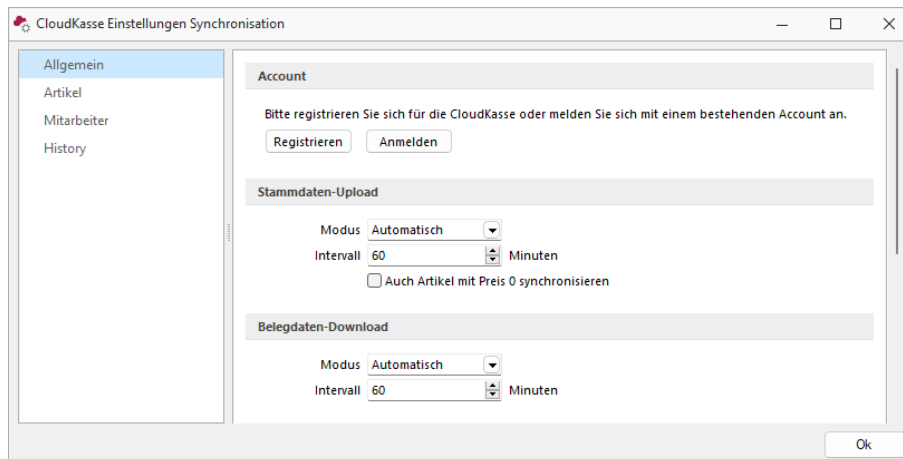 CloudKasse Einstellungen Synchronisation
Allgemein
Artikel
Mitarbeiter
History
Account
Bitte registrieren Sie sich für die CloudKasse oder melden Sie sich mit einem bestehenden Account an.
Registrieren Anmelden
Stammdaten-Upload
Modus Automatisch
Intervall 60 Minuten
Auch Artikel mit Preis 0 synchronisieren
Belegdaten-Download
Modus Automatisch
Intervall 60 Minuten
Ok